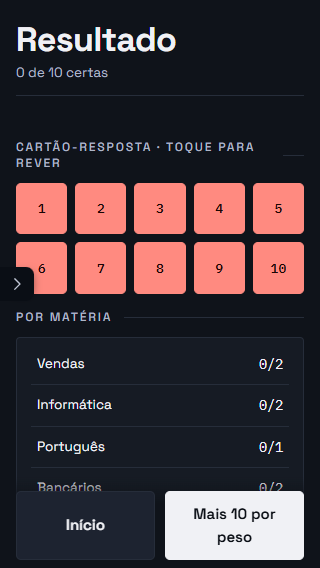 Resultado
0 de 10 certas
CARTÃO-RESPOSTA · TOQUE PARA
REVER
1 2 3 4 5
6 7 8 9 10
POR MATÉRIA
Vendas 0/2
Informática 0/2
Português 0/1
Bancários 0/2
Início
Mais 10 por
peso